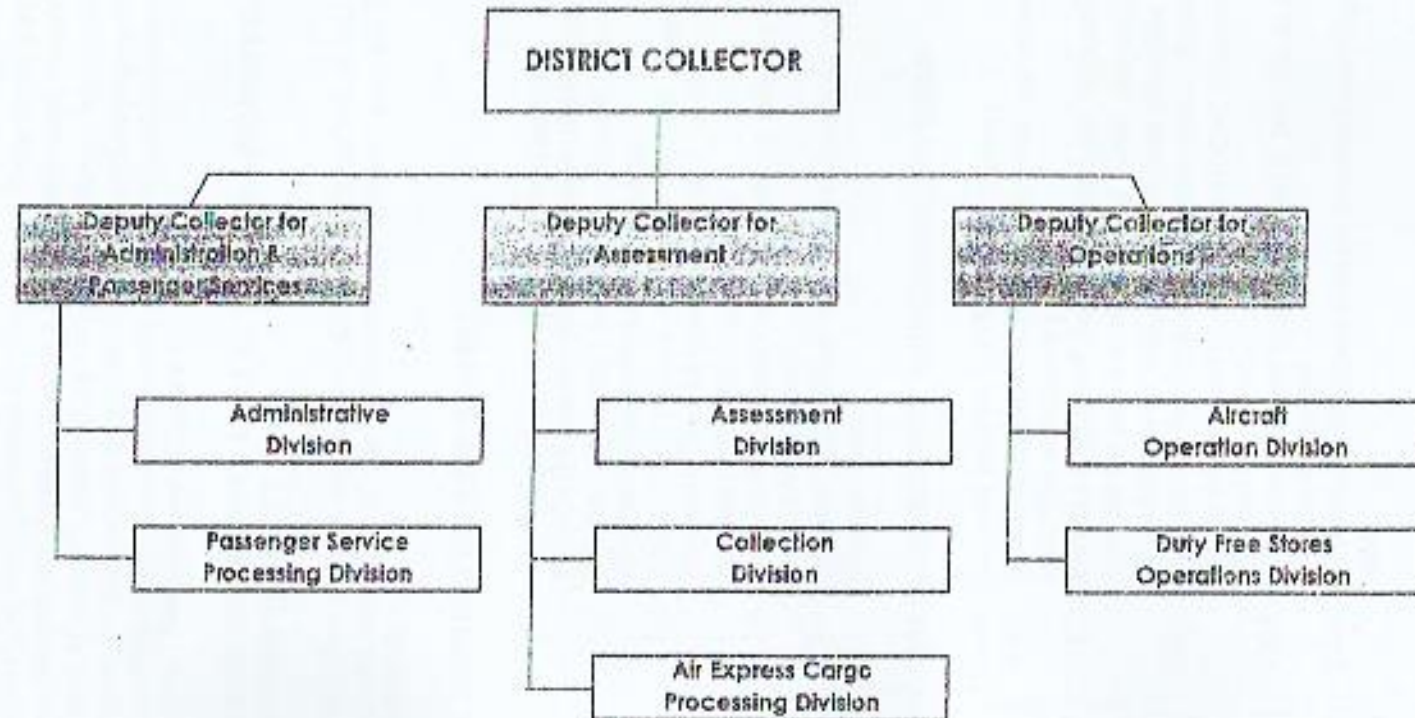 DISTRICT COLLECTOR
Deputy Collector for
Administration &
Passenger Services
Deputy Collector for
Assessment
Deputy Collector for
Operations
Administrative
Division
Passenger Service
Processing Division
Assessment
Division
Collection
Division
Air Express Cargo
Processing Division
Aircraft
Operation Division
Duty Free Stores
Operations Division